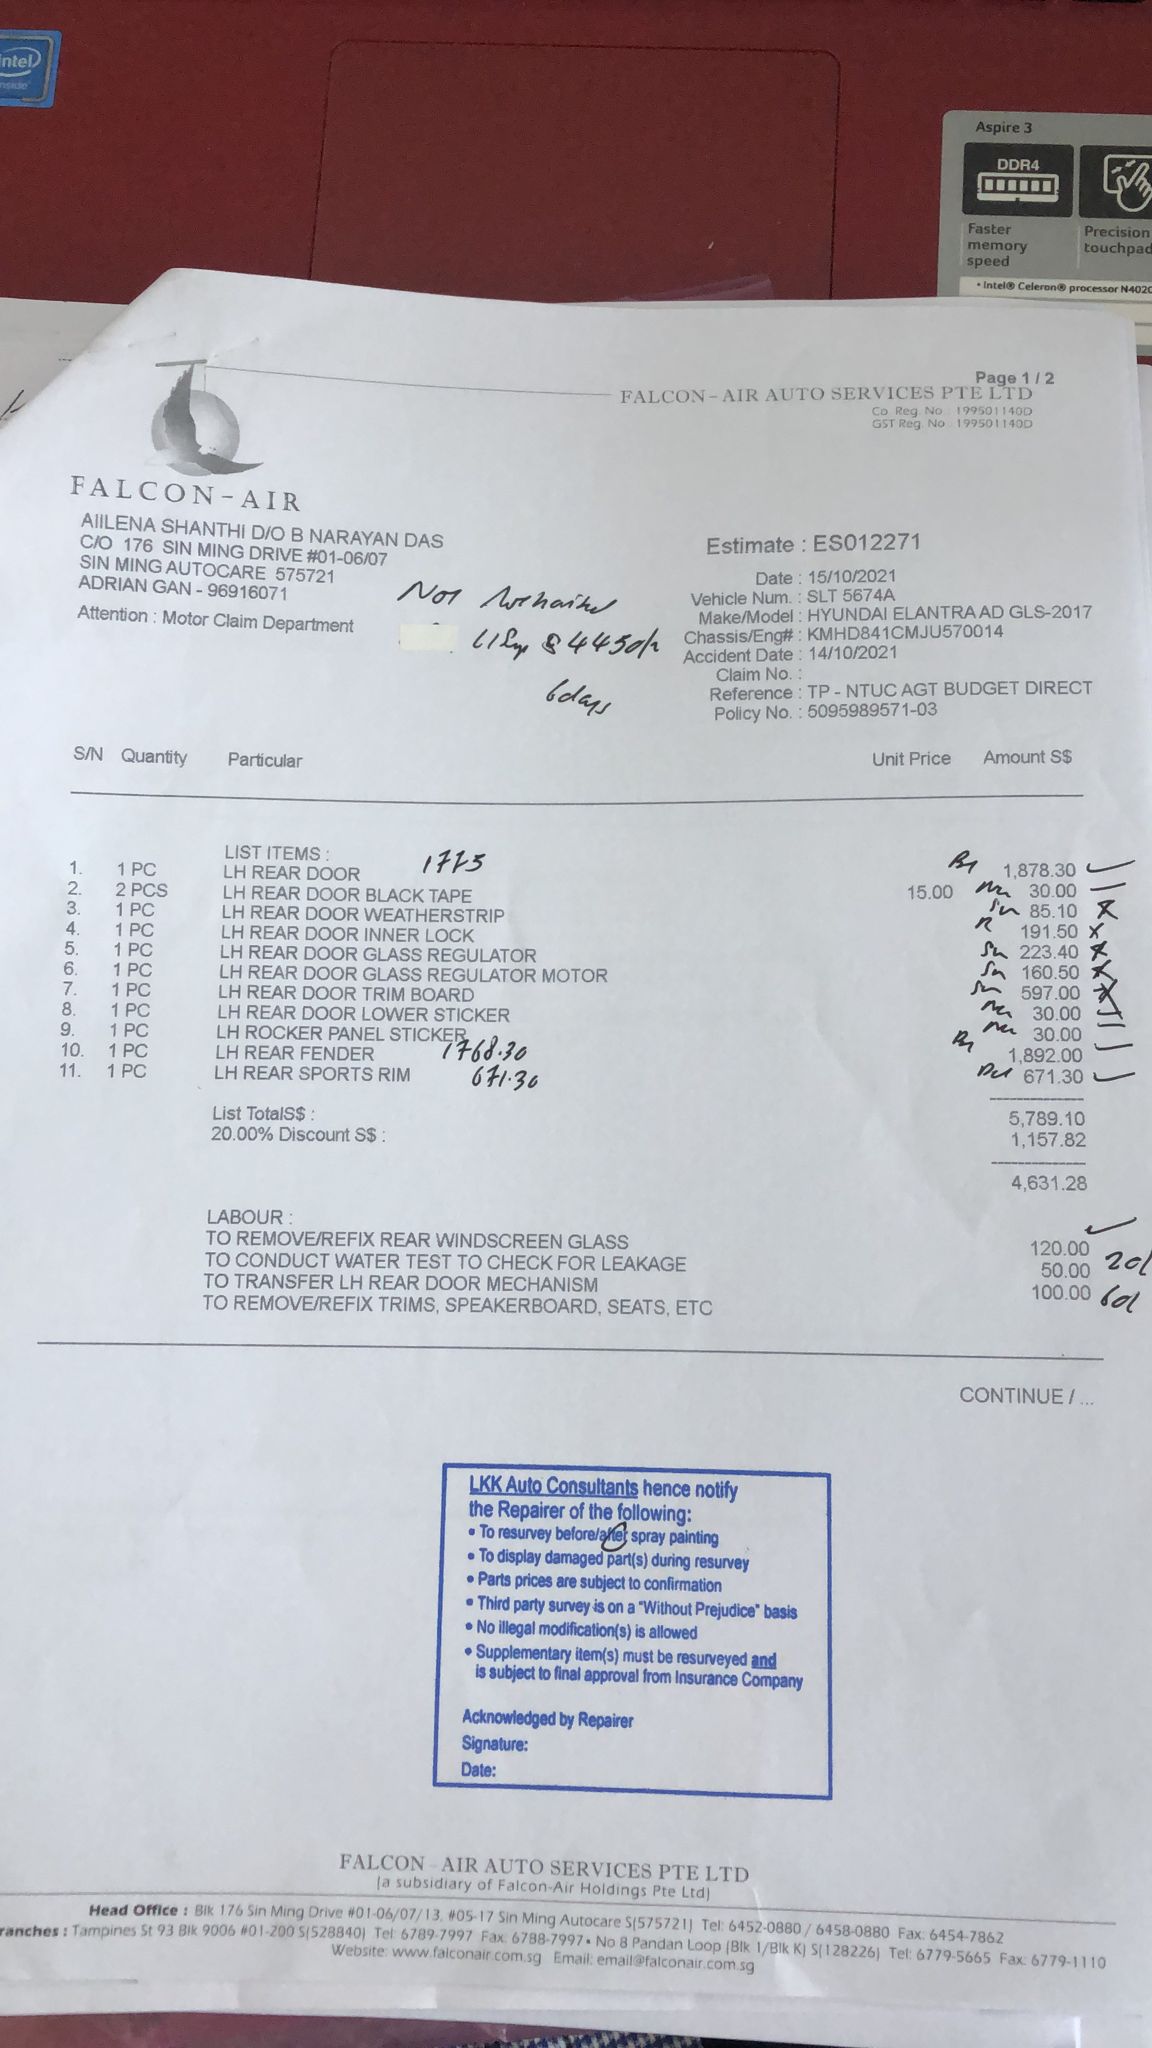 intel
inside
Aspire 3
DDR4
Faster
memory
speed
Precision
touchpad
• Intel® Celeron® processor N4020
Page 1 / 2
FALCON-AIR AUTO SERVICES PTE LTD
Co. Reg. No : 199501140D
GST Reg. No : 199501140D
FALCON-AIR
AIILENA SHANTHI D/O B NARAYAN DAS
C/O 176 SIN MING DRIVE #01-06/07
SIN MING AUTOCARE 575721
ADRIAN GAN - 96916071
Attention : Motor Claim Department
Not
4450/
6days
Estimate : ES012271
Date : 15/10/2021
Vehicle Num. : SLT 5674A
Make/Model : HYUNDAI ELANTRA AD GLS-2017
Chassis/Eng# : KMHD841CMJU570014
Accident Date : 14/10/2021
Claim No. :
Reference : TP - NTUC AGT BUDGET DIRECT
Policy No. : 5095989571-03
S/N Quantity Particular Unit Price Amount S$
LIST ITEMS : 1775
1. 1 PC LH REAR DOOR 1,878.30
2. 2 PCS LH REAR DOOR BLACK TAPE 15.00 30.00
3. 1 PC LH REAR DOOR WEATHERSTRIP 85.10
4. 1 PC LH REAR DOOR INNER LOCK 191.50
5. 1 PC LH REAR DOOR GLASS REGULATOR 223.40
6. 1 PC LH REAR DOOR GLASS REGULATOR MOTOR 160.50
7. 1 PC LH REAR DOOR TRIM BOARD 597.00
8. 1 PC LH REAR DOOR LOWER STICKER 30.00
9. 1 PC LH ROCKER PANEL STICKER 30.00
10. 1 PC LH REAR FENDER 1768.30 1,892.00
11. 1 PC LH REAR SPORTS RIM 671.30 671.30
List TotalS$ : 5,789.10
20.00% Discount S$ : 1,157.82
4,631.28
LABOUR :
TO REMOVE/REFIX REAR WINDSCREEN GLASS 120.00
TO CONDUCT WATER TEST TO CHECK FOR LEAKAGE 50.00 20/
TO TRANSFER LH REAR DOOR MECHANISM 100.00 60/
TO REMOVE/REFIX TRIMS, SPEAKERBOARD, SEATS, ETC
CONTINUE / ...
LKK Auto Consultants hence notify
the Repairer of the following:
• To resurvey before/after spray painting
• To display damaged part(s) during resurvey
• Parts prices are subject to confirmation
• Third party survey is on a "Without Prejudice" basis
• No illegal modification(s) is allowed
• Supplementary item(s) must be resurveyed and
is subject to final approval from Insurance Company
Acknowledged by Repairer
Signature:
Date:
FALCON-AIR AUTO SERVICES PTE LTD
(a subsidiary of Falcon-Air Holdings Pte Ltd)
Head Office : Blk 176 Sin Ming Drive #01-06/07/13, #05-17 Sin Ming Autocare S(575721) Tel: 6452-0880 / 6458-0880 Fax: 6454-7862
ranches : Tampines St 93 Blk 9006 #01-200 S(528840) Tel: 6789-7997 Fax: 6788-7997 • No 8 Pandan Loop (Blk 1/Blk K) S(128226) Tel: 6779-5665 Fax: 6779-1110
Website: www.falconair.com.sg Email: email@falconair.com.sg